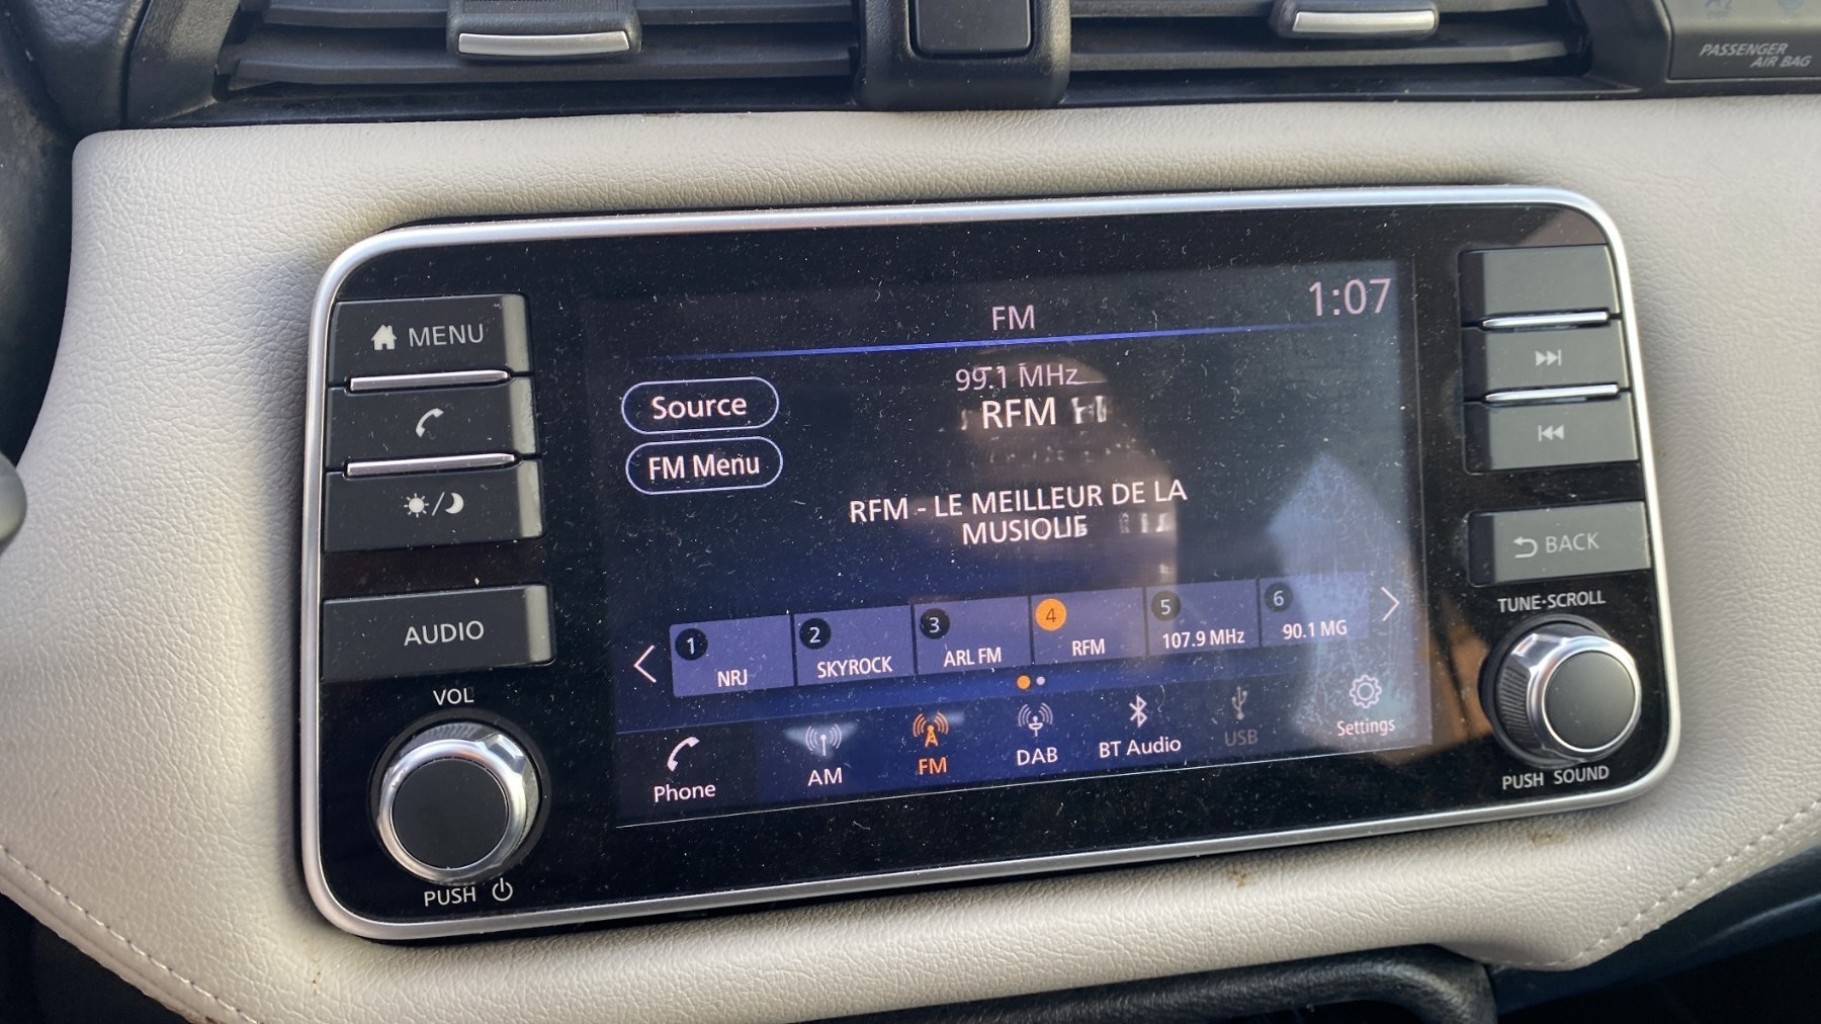 PASSENGER
AIR BAG
MENU
AUDIO
VOL
PUSH
FM
1:07
99.1 MHz
RFM
Source
FM Menu
RFM - LE MEILLEUR DE LA
MUSIQUE
1 NRJ
2 SKYROCK
3 ARL FM
4 RFM
5 107.9 MHz
6 90.1 MG
Phone
AM
FM
DAB
BT Audio
USB
Settings
BACK
TUNE·SCROLL
PUSH SOUND